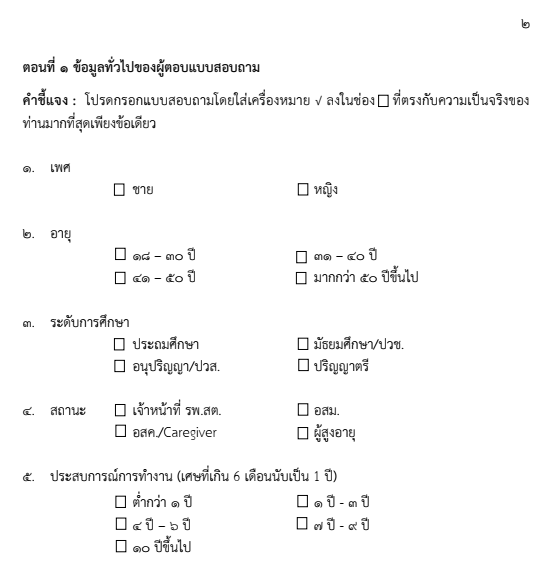 ๒
ตอนที่ ๑ ข้อมูลทั่วไปของผู้ตอบแบบสอบถาม
คำชี้แจง : โปรดกรอกแบบสอบถามโดยใส่เครื่องหมาย √ ลงในช่อง □ ที่ตรงกับความเป็นจริงของ
ท่านมากที่สุดเพียงข้อเดียว
๑. เพศ
□ ชาย □ หญิง
๒. อายุ
□ ๑๘ – ๓๐ ปี □ ๓๑ – ๔๐ ปี
□ ๔๑ – ๕๐ ปี □ มากกว่า ๕๐ ปีขึ้นไป
๓. ระดับการศึกษา
□ ประถมศึกษา □ มัธยมศึกษา/ปวช.
□ อนุปริญญา/ปวส. □ ปริญญาตรี
๔. สถานะ □ เจ้าหน้าที่ รพ.สต. □ อสม.
□ อสค./Caregiver □ ผู้สูงอายุ
๕. ประสบการณ์การทำงาน (เศษที่เกิน 6 เดือนนับเป็น 1 ปี)
□ ต่ำกว่า ๑ ปี □ ๑ ปี - ๓ ปี
□ ๔ ปี – ๖ ปี □ ๗ ปี - ๙ ปี
□ ๑๐ ปีขึ้นไป